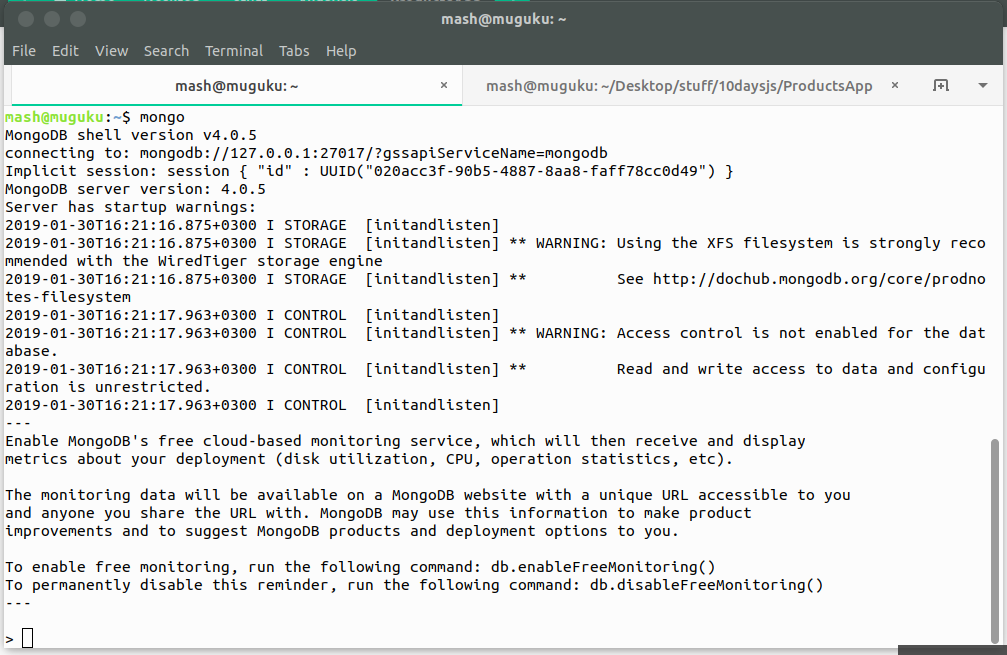 mash@muguku: ~
File Edit View Search Terminal Tabs Help
mash@muguku: ~ × mash@muguku: ~/Desktop/stuff/10daysjs/ProductsApp ×
mash@muguku:~$ mongo
MongoDB shell version v4.0.5
connecting to: mongodb://127.0.0.1:27017/?gssapiServiceName=mongodb
Implicit session: session { "id" : UUID("020acc3f-90b5-4887-8aa8-faff78cc0d49") }
MongoDB server version: 4.0.5
Server has startup warnings:
2019-01-30T16:21:16.875+0300 I STORAGE  [initandlisten]
2019-01-30T16:21:16.875+0300 I STORAGE  [initandlisten] ** WARNING: Using the XFS filesystem is strongly reco
mmended with the WiredTiger storage engine
2019-01-30T16:21:16.875+0300 I STORAGE  [initandlisten] **          See http://dochub.mongodb.org/core/prodno
tes-filesystem
2019-01-30T16:21:17.963+0300 I CONTROL  [initandlisten]
2019-01-30T16:21:17.963+0300 I CONTROL  [initandlisten] ** WARNING: Access control is not enabled for the dat
abase.
2019-01-30T16:21:17.963+0300 I CONTROL  [initandlisten] **          Read and write access to data and configu
ration is unrestricted.
2019-01-30T16:21:17.963+0300 I CONTROL  [initandlisten]
---
Enable MongoDB's free cloud-based monitoring service, which will then receive and display
metrics about your deployment (disk utilization, CPU, operation statistics, etc).
The monitoring data will be available on a MongoDB website with a unique URL accessible to you
and anyone you share the URL with. MongoDB may use this information to make product
improvements and to suggest MongoDB products and deployment options to you.
To enable free monitoring, run the following command: db.enableFreeMonitoring()
To permanently disable this reminder, run the following command: db.disableFreeMonitoring()
---
>